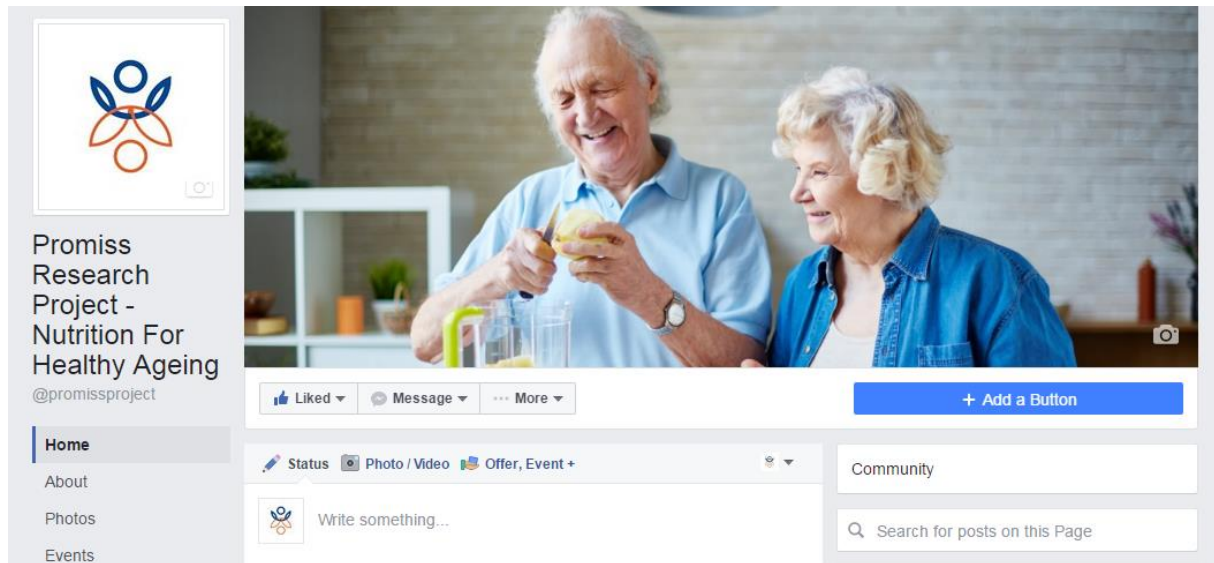 Promiss
Research
Project -
Nutrition For
Healthy Ageing
@promissproject
Home
About
Photos
Events
Liked
Message
More
+ Add a Button
Status
Photo / Video
Offer, Event +
Write something...
Community
Search for posts on this Page